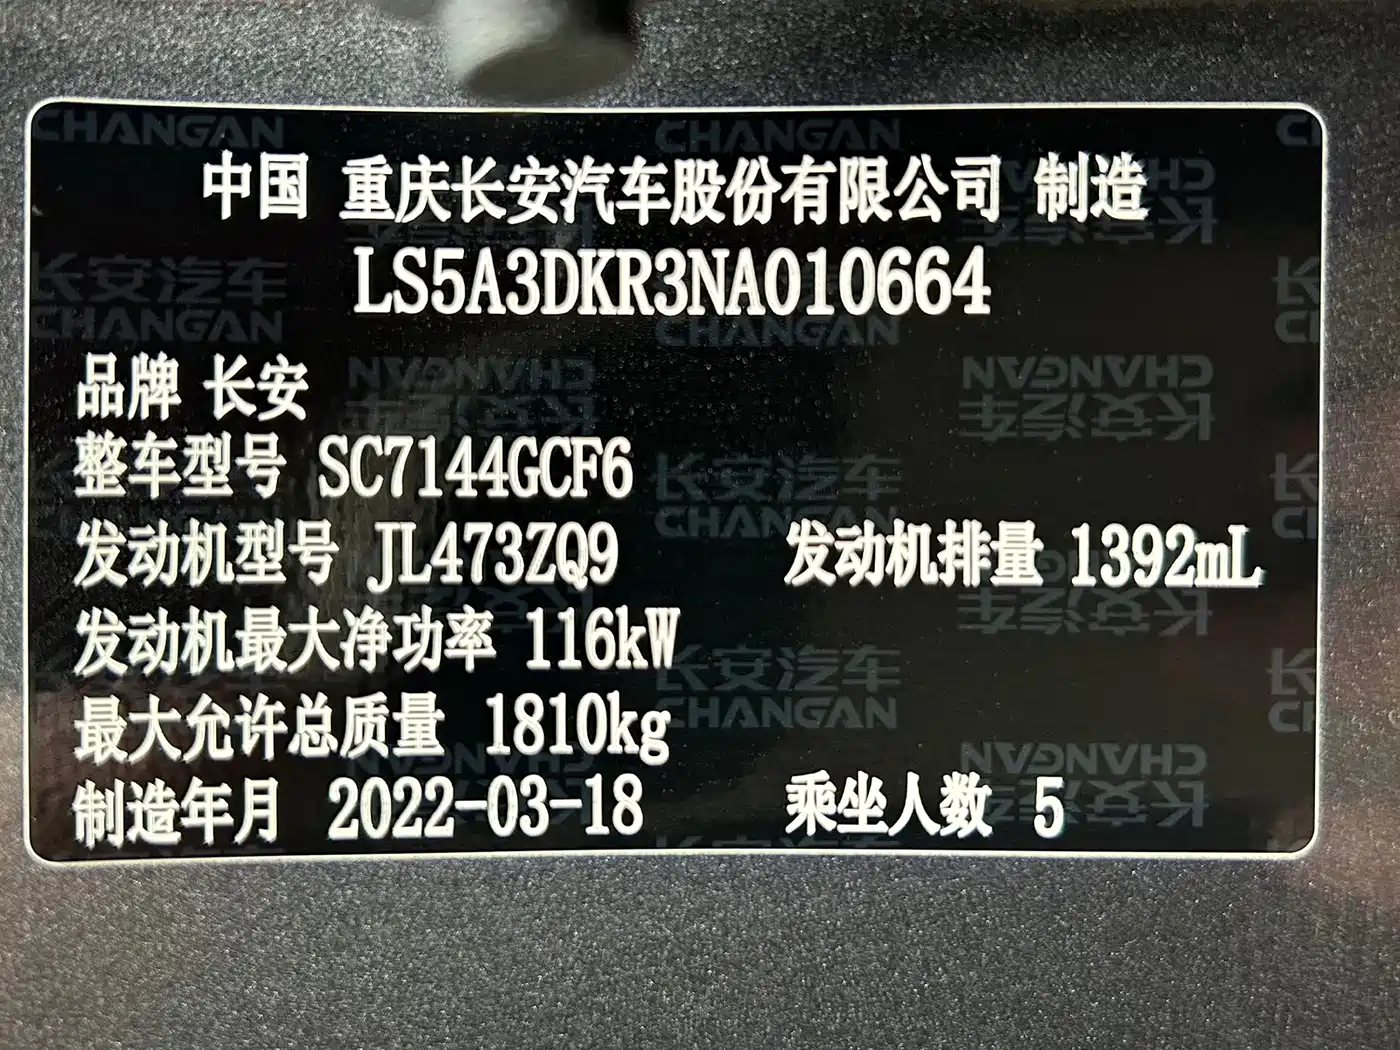 中国 重庆长安汽车股份有限公司 制造
LS5A3DKR3NA010664
品牌 长安
整车型号 SC7144GCF6
发动机型号 JL473ZQ9 发动机排量 1392mL
发动机最大净功率 116kW
最大允许总质量 1810kg
制造年月 2022-03-18 乘坐人数 5